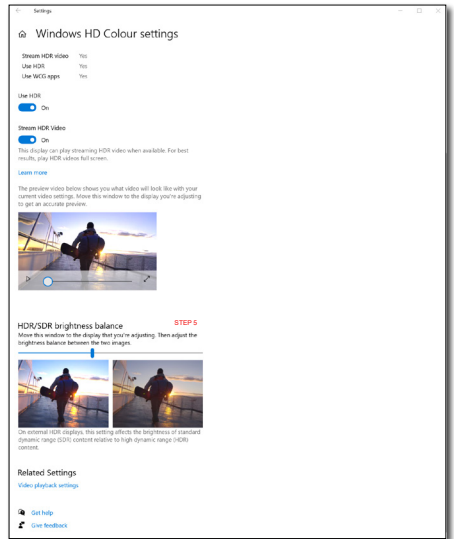 Settings
Windows HD Colour settings
Stream HDR video Yes
Use HDR Yes
Use WCG apps Yes
Use HDR
On
Stream HDR Video
On
This display can play streaming HDR video when available. For best
results, play HDR videos full screen.
Learn more
The preview video below shows you what video will look like with your
current video settings. Move this window to the display you're adjusting
to get an accurate preview.
STEP 5
HDR/SDR brightness balance
Move this window to the display that you're adjusting. Then adjust the
brightness balance between the two images.
On external HDR displays, this setting affects the brightness of standard
dynamic range (SDR) content relative to high dynamic range (HDR)
content.
Related Settings
Video playback settings
Get help
Give feedback